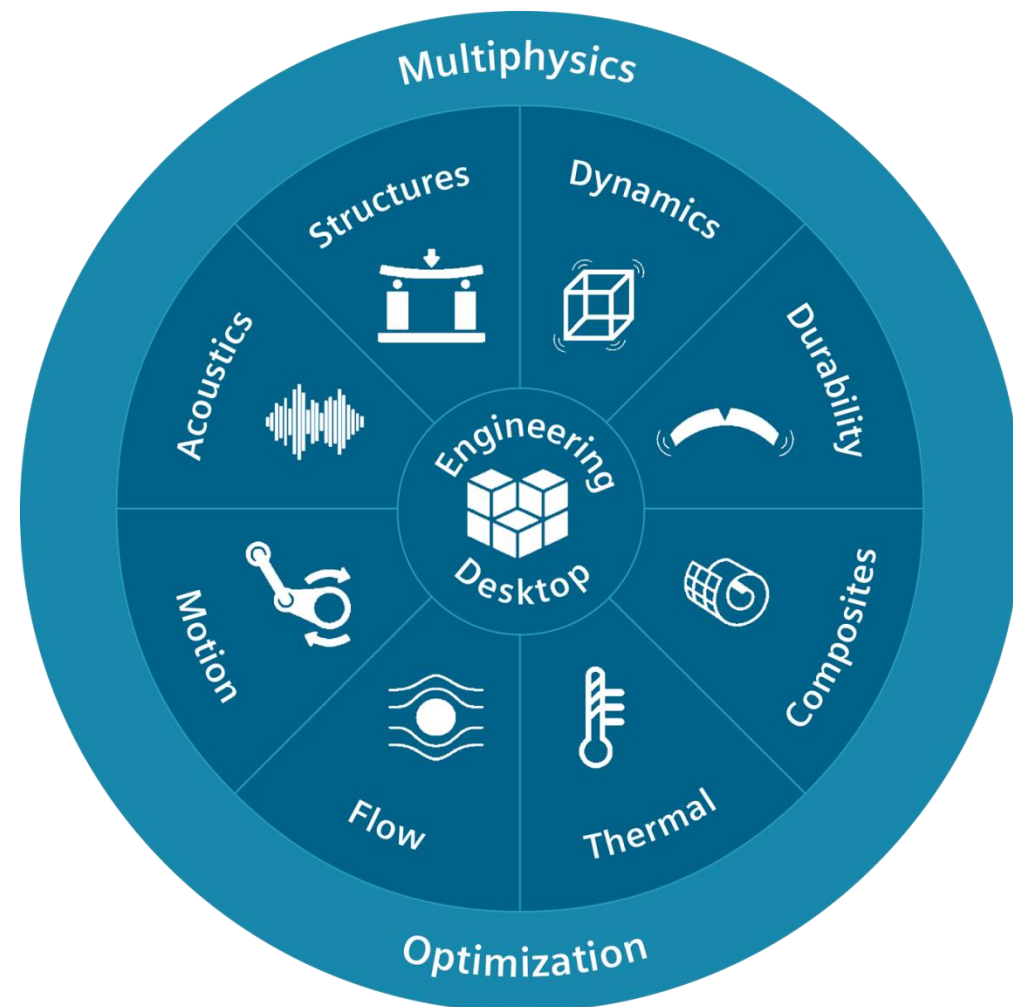 Multiphysics
Structures
Dynamics
Acoustics
Durability
Engineering
Desktop
Motion
Composites
Flow
Thermal
Optimization